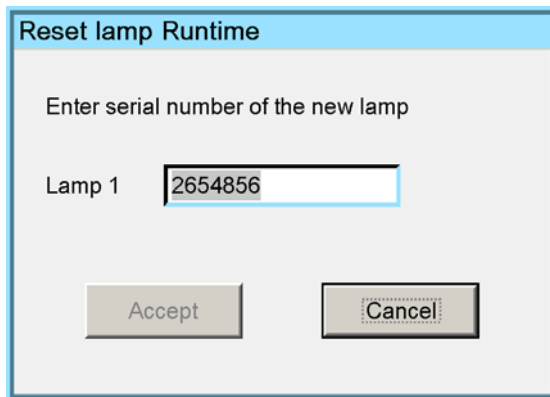 Reset lamp Runtime
Enter serial number of the new lamp
Lamp 1 2654856
Accept Cancel